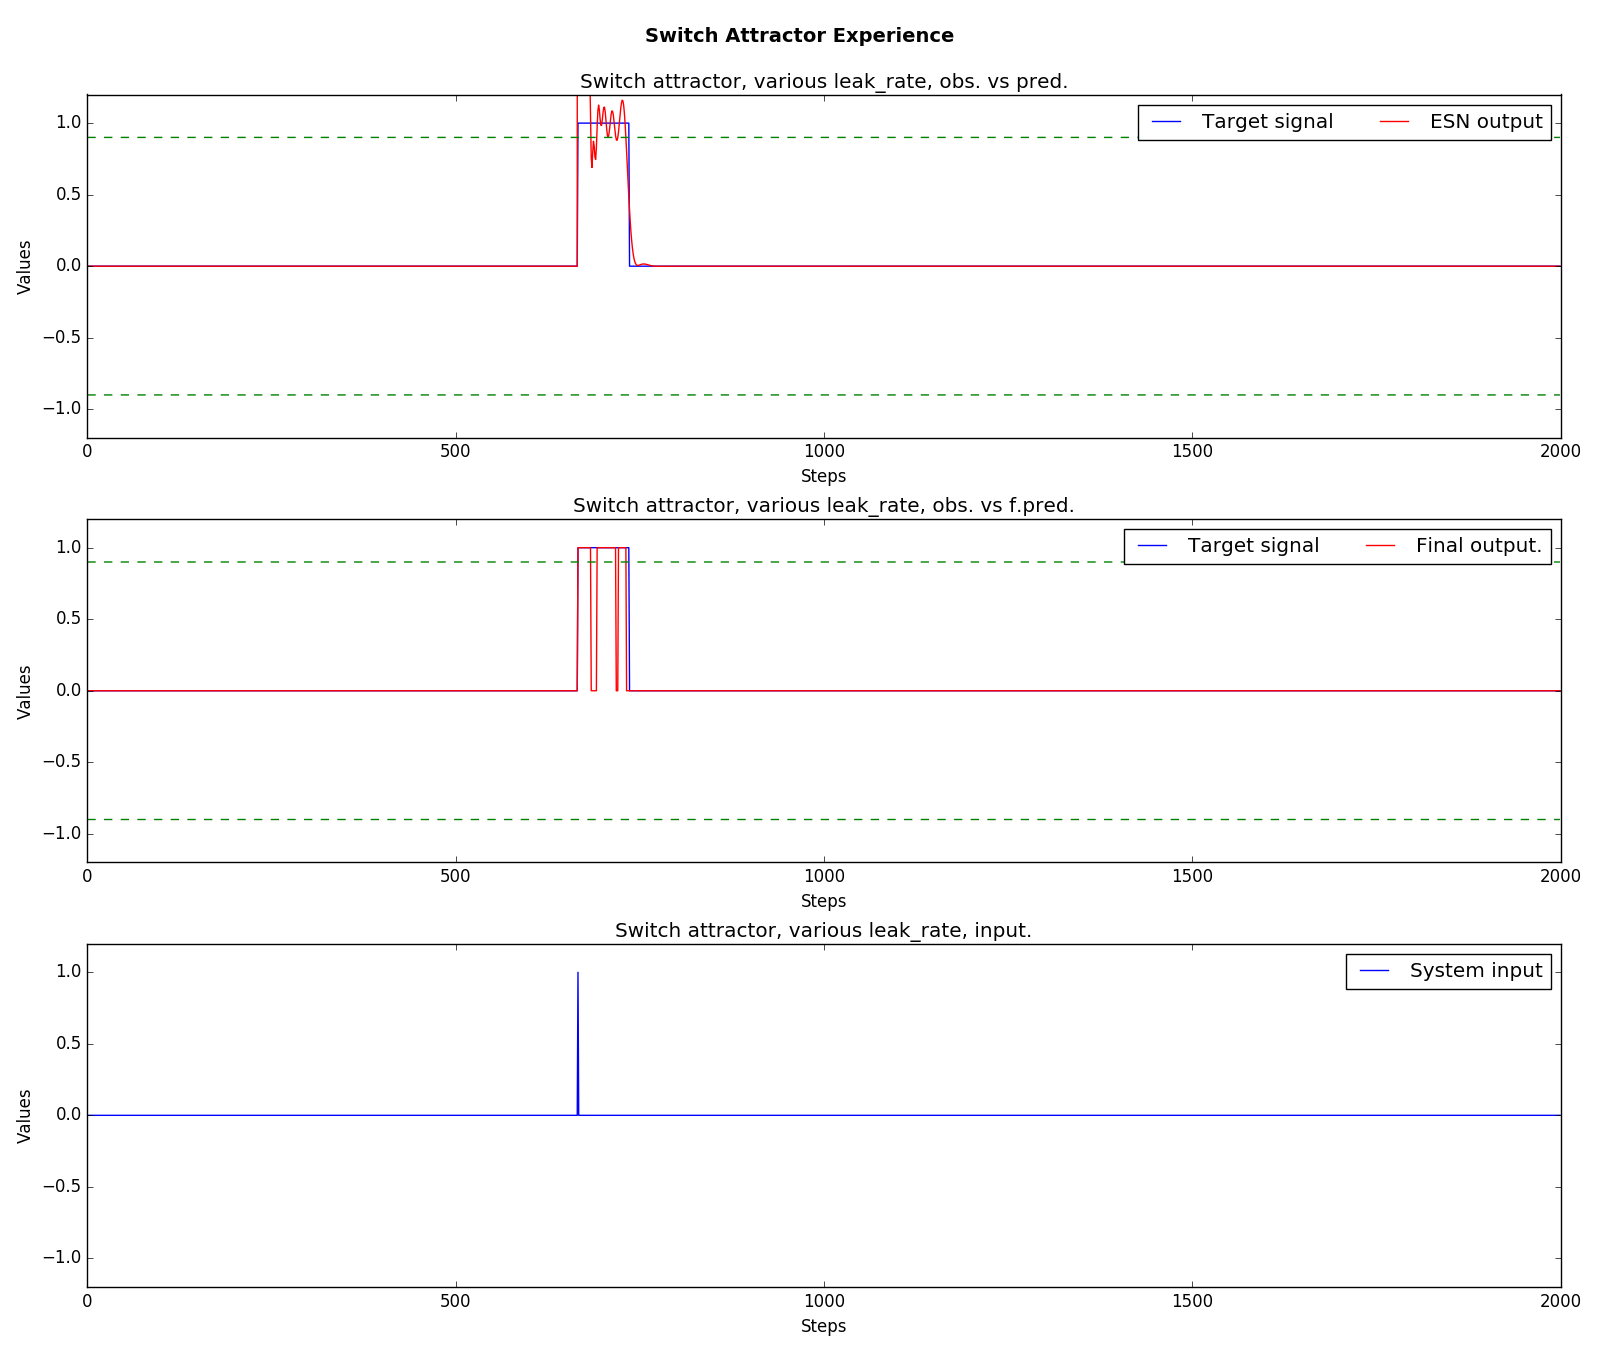 Switch Attractor Experience
Switch attractor, various leak_rate, obs. vs pred.
Target signal ESN output
1.0
0.5
0.0
−0.5
−1.0
Values
0 500 1000 1500 2000
Steps
Switch attractor, various leak_rate, obs. vs f.pred.
Target signal Final output.
1.0
0.5
0.0
−0.5
−1.0
Values
0 500 1000 1500 2000
Steps
Switch attractor, various leak_rate, input.
System input
1.0
0.5
0.0
−0.5
−1.0
Values
0 500 1000 1500 2000
Steps